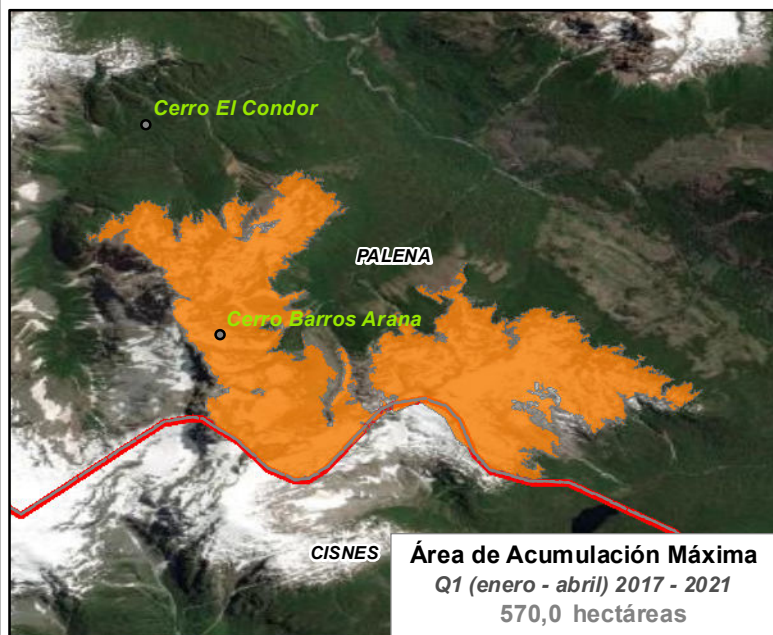 Cerro El Condor
PALENA
Cerro Barros Arana
CISNES
Área de Acumulación Máxima
Q1 (enero - abril) 2017 - 2021
570,0 hectáreas